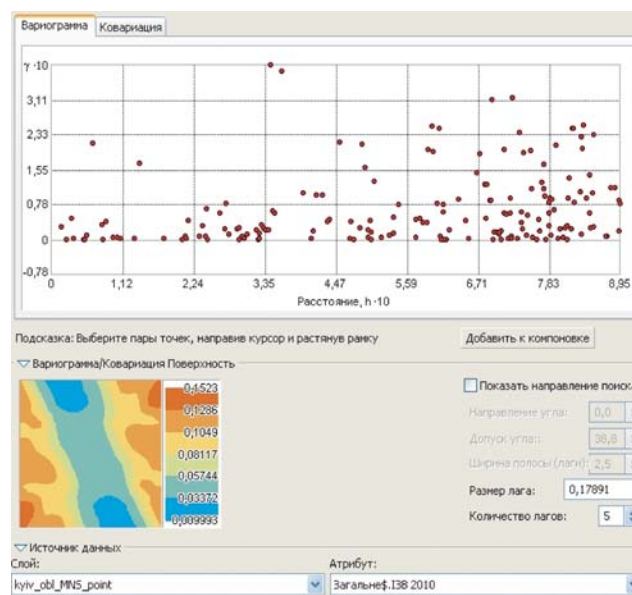 Вариограмма Ковариация
γ·10
3,11
2,33
1,55
0,78
0
-0,78
0 1,12 2,24 3,35 4,47 5,59 6,71 7,83 8,95
Расстояние, h·10
Подсказка: Выберите пары точек, направив курсор и растянув рамку Добавить к компоновке
Вариограмма/Ковариация Поверхность
0,1523
0,1286
0,1049
0,08117
0,05744
0,03372
0,009993
Показать направление поиска
Направление угла: 0,0
Допуск угла: 38,8
Ширина полосы (лаги): 2,5
Размер лага: 0,17891
Количество лагов: 5
Источник данных
Слой: Атрибут:
kyiv_obl_MNS_point Загальне$.ІЗВ 2010